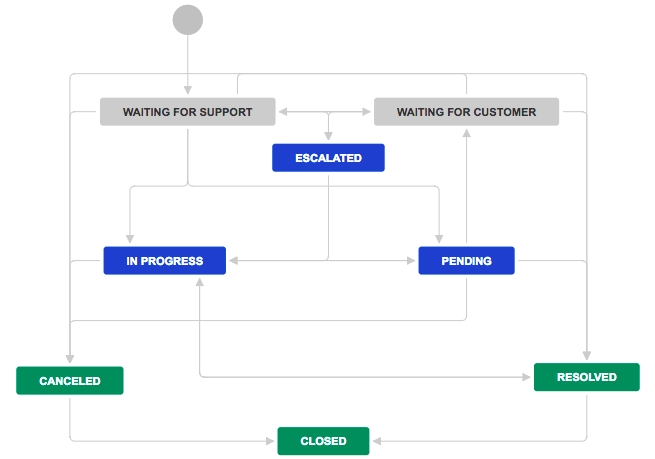 WAITING FOR SUPPORT
WAITING FOR CUSTOMER
ESCALATED
IN PROGRESS
PENDING
CANCELED
RESOLVED
CLOSED